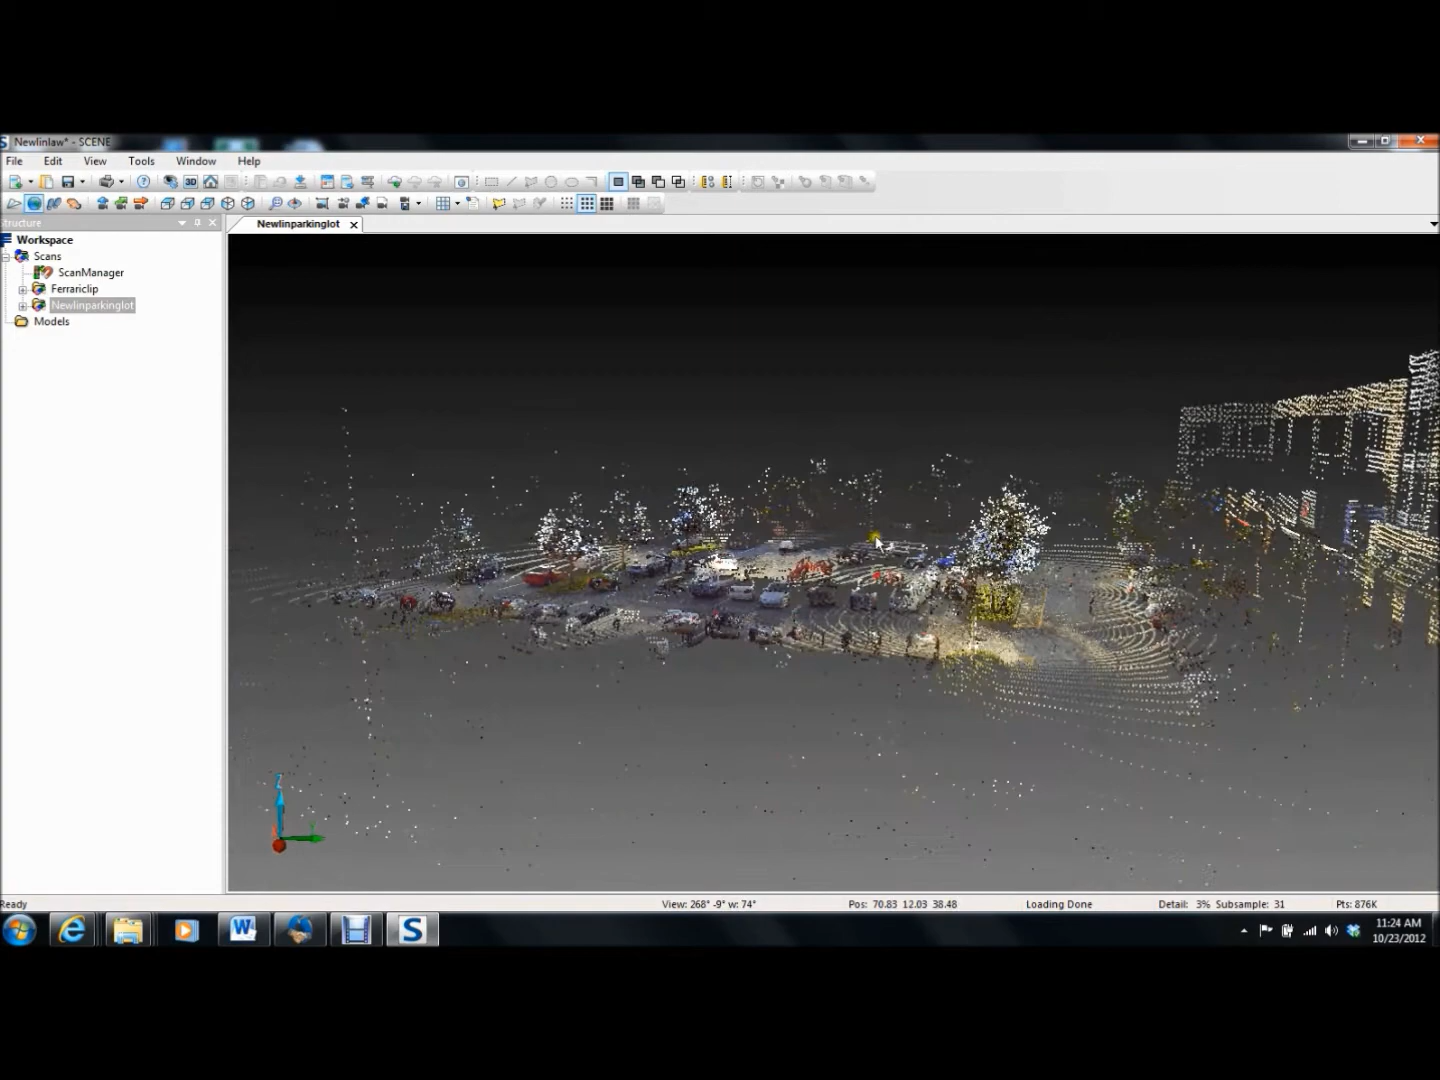 Newlinlaw* - SCENE
File Edit View Tools Window Help
3D
Structure
Newlinparkinglot
Workspace
Scans
ScanManager
Ferrariclip
Newlinparkinglot
Models
Z
Ready
View: 268° -9° w: 74°
Pos: 70.83 12.03 38.48
Loading Done
Detail: 3% Subsample: 31
Pts: 876K
11:24 AM
10/23/2012